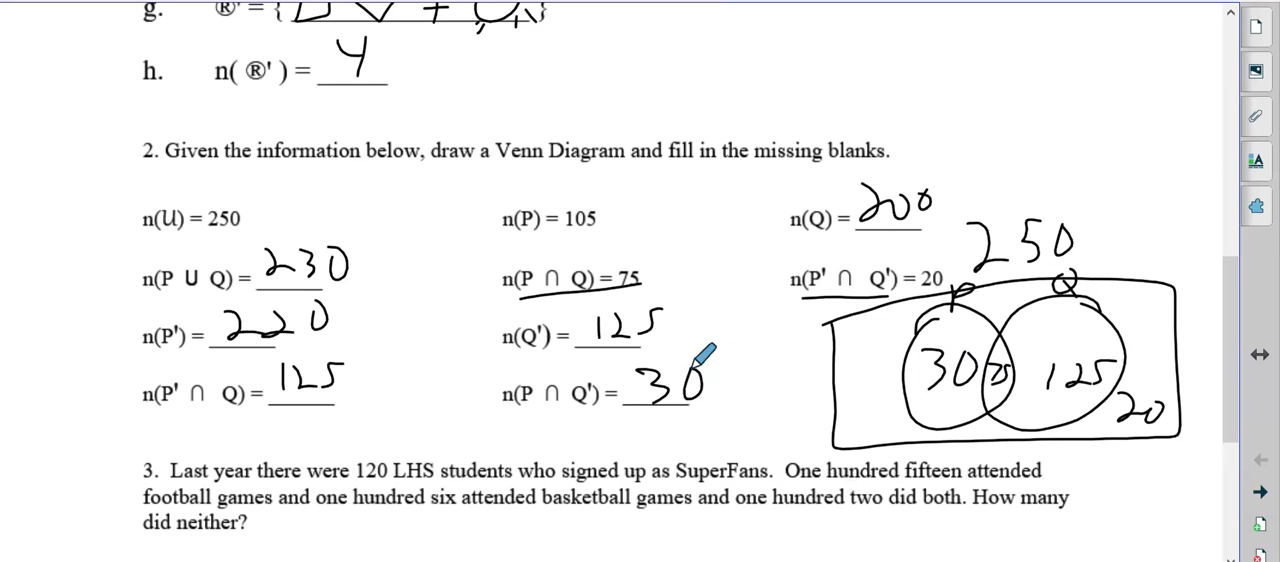 g. ®' = {
h. n( ®' ) = 4
2. Given the information below, draw a Venn Diagram and fill in the missing blanks.
n(U) = 250 n(P) = 105 n(Q) = 200
n(P U Q) = 230 n(P ∩ Q) = 75 n(P' ∩ Q') = 20
n(P') = 220 n(Q') = 125
n(P' ∩ Q) = 125 n(P ∩ Q') = 30
250
P Q
30 75 125
20
3. Last year there were 120 LHS students who signed up as SuperFans. One hundred fifteen attended
football games and one hundred six attended basketball games and one hundred two did both. How many
did neither?